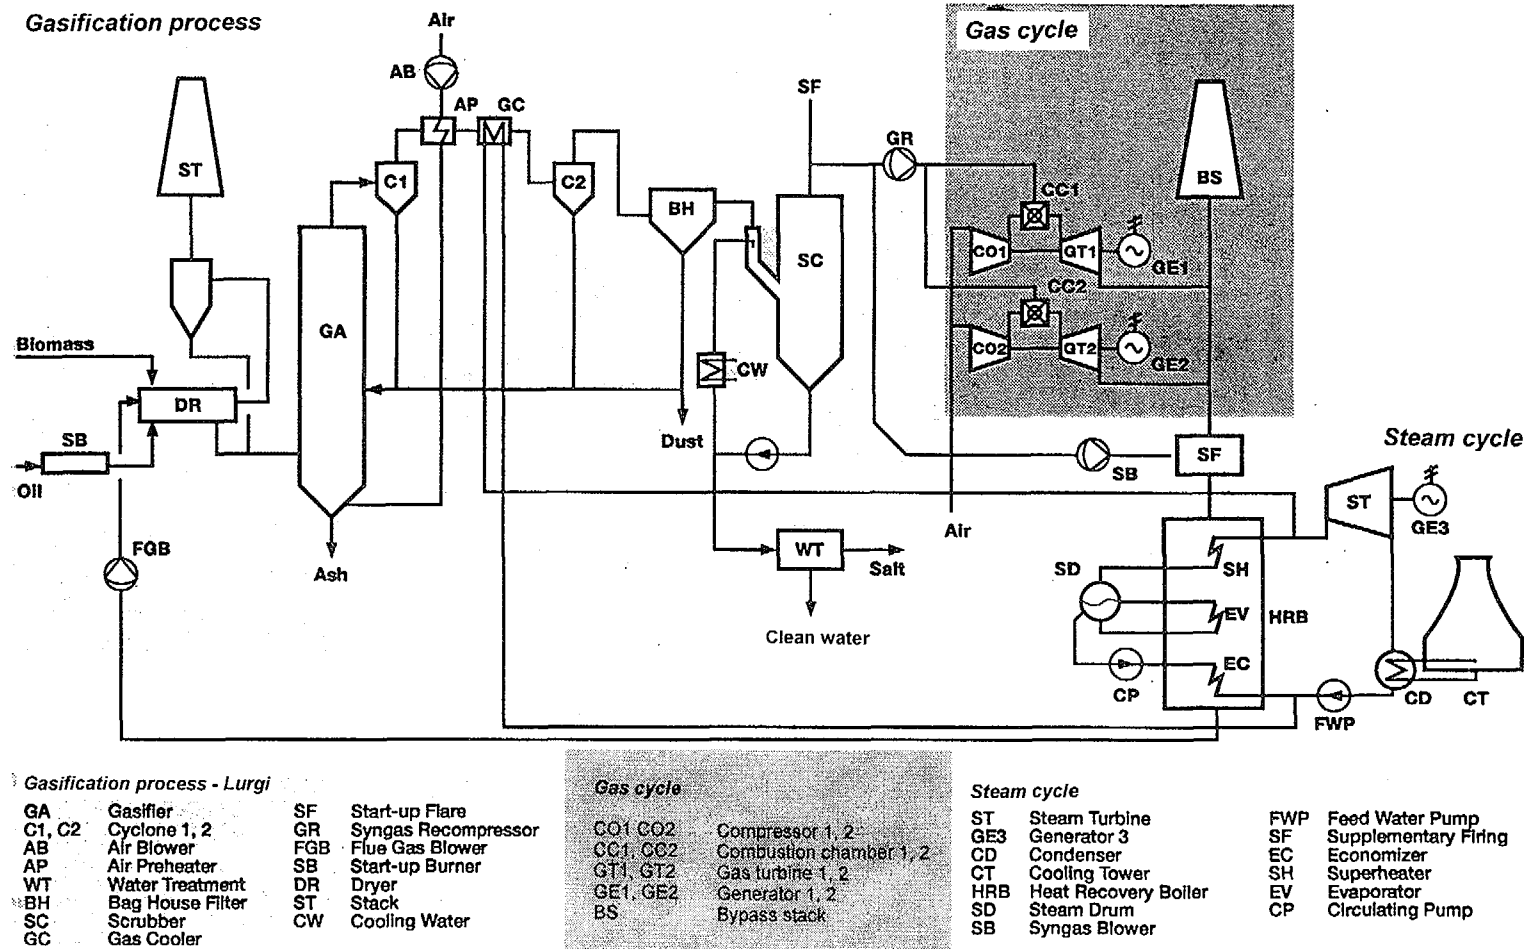 Gasification process
Air
Gas cycle
AB
AP
GC
SF
GR
ST
C1
C2
BH
CC1
BS
CO1
GT1
GE1
SC
CC2
GA
Biomass
CO2
GT2
GE2
CW
DR
Dust
Steam cycle
SB
SF
SB
Oil
ST
Air
GE3
FGB
WT
Ash
Salt
SD
SH
EV
HRB
Clean water
EC
CP
FWP
CD
CT
Gasification process - Lurgi
GA Gasifier
C1, C2 Cyclone 1, 2
AB Air Blower
AP Air Preheater
WT Water Treatment
BH Bag House Filter
SC Scrubber
GC Gas Cooler
SF Start-up Flare
GR Syngas Recompressor
FGB Flue Gas Blower
SB Start-up Burner
DR Dryer
ST Stack
CW Cooling Water
Gas cycle
CO1 CO2 Compressor 1, 2
CC1, CC2 Combustion chamber 1, 2
GT1, GT2 Gas turbine 1, 2
GE1, GE2 Generator 1, 2
BS Bypass stack
Steam cycle
ST Steam Turbine
GE3 Generator 3
CD Condenser
CT Cooling Tower
HRB Heat Recovery Boiler
SD Steam Drum
SB Syngas Blower
FWP Feed Water Pump
SF Supplementary Firing
EC Economizer
SH Superheater
EV Evaporator
CP Circulating Pump